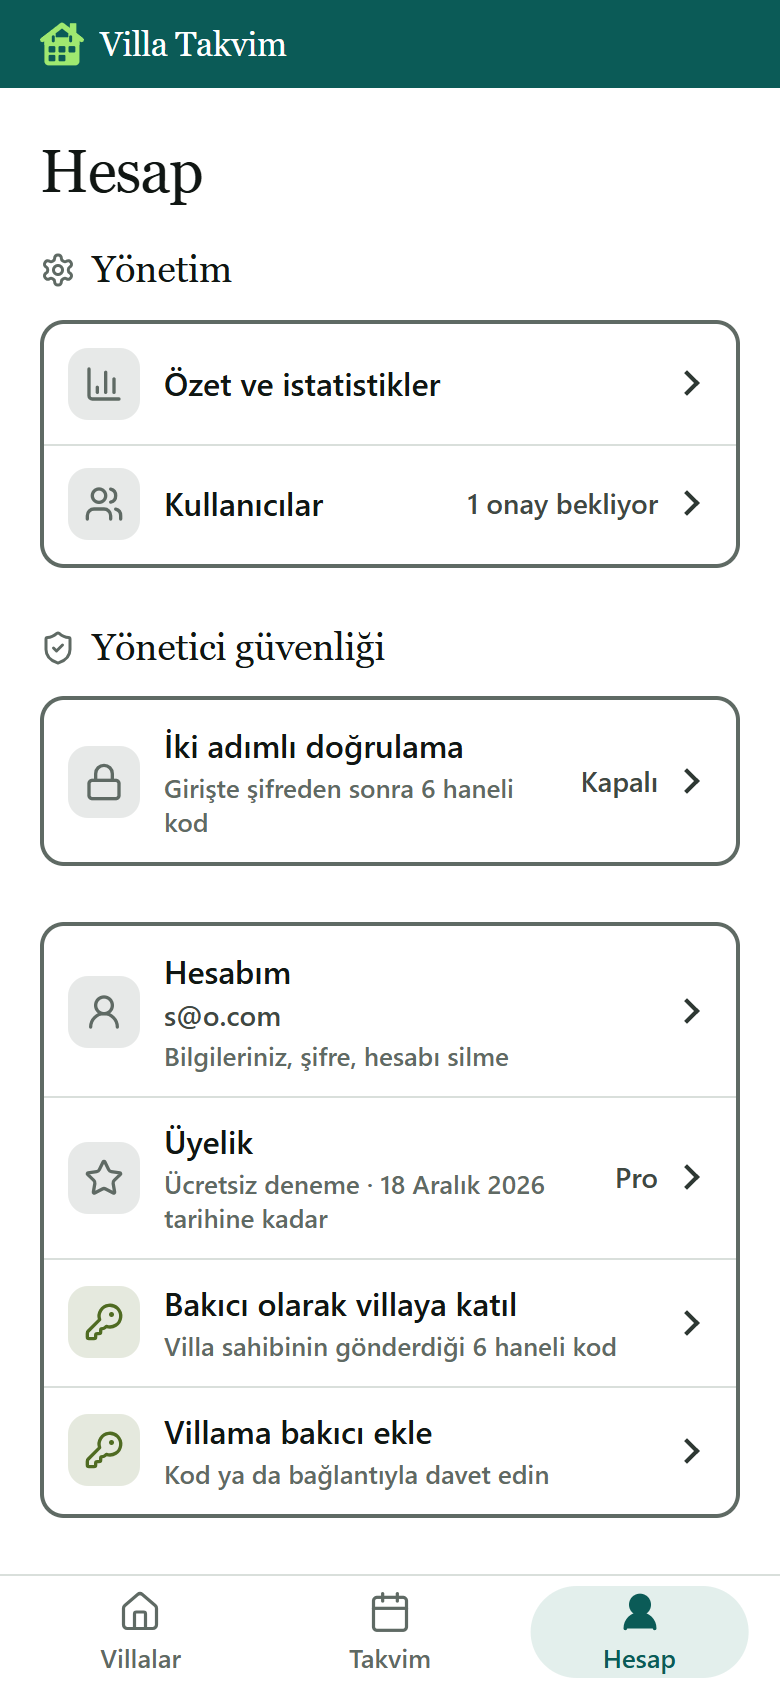 Villa Takvim
Hesap
Yönetim
Özet ve istatistikler
Kullanıcılar
1 onay bekliyor
Yönetici güvenliği
İki adımlı doğrulama
Girişte şifreden sonra 6 haneli
kod
Kapalı
Hesabım
s@o.com
Bilgileriniz, şifre, hesabı silme
Üyelik
Ücretsiz deneme · 18 Aralık 2026
tarihine kadar
Pro
Bakıcı olarak villaya katıl
Villa sahibinin gönderdiği 6 haneli kod
Villama bakıcı ekle
Kod ya da bağlantıyla davet edin
Villalar
Takvim
Hesap